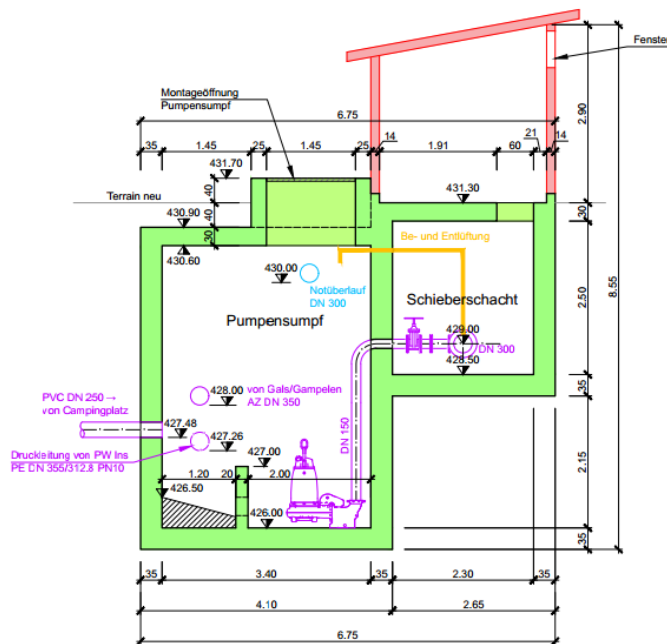 Fenster
Montageöffnung
Pumpensumpf
6.75
35
1.45
25
1.45
25
14
1.91
60
21
14
2.90
431.70
40
Terrain neu
431.30
430.90
40
30
30
430.60
Be- und Entlüftung
430.00
Notüberlauf
DN 300
Schieberschacht
2.50
8.55
Pumpensumpf
429.00
DN 300
428.50
PVC DN 250 →
von Campingplatz
428.00
von Gals/Gampelen
AZ DN 350
35
427.48
427.26
DN 150
Druckleitung von PW Ins
PE DN 355/312.8 PN10
427.00
1.20
20
2.00
2.15
426.50
426.00
35
35
3.40
35
2.30
35
4.10
2.65
6.75